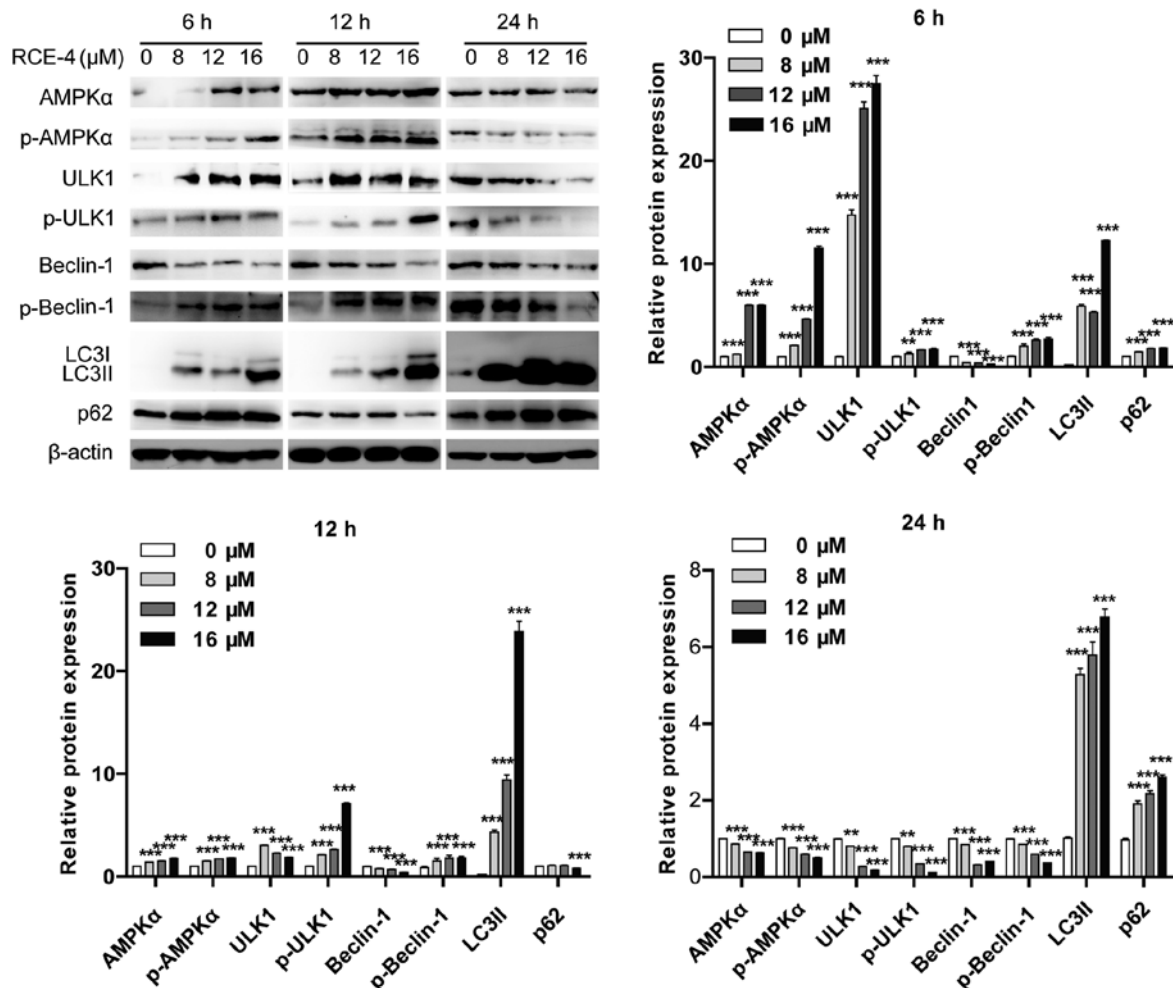 6 h 12 h 24 h
RCE-4 (μM) 0 8 12 16 0 8 12 16 0 8 12 16
AMPKα
p-AMPKα
ULK1
p-ULK1
Beclin-1
p-Beclin-1
LC3I
LC3II
p62
β-actin
6 h
0 μM
8 μM
12 μM
16 μM
Relative protein expression
30
20
10
0
*** *** *** *** *** *** *** *** *** ** *** *** *** *** *** *** *** *** *** *** *** *** *** ***
AMPKα p-AMPKα ULK1 p-ULK1 Beclin1 p-Beclin1 LC3II p62
12 h
0 μM
8 μM
12 μM
16 μM
Relative protein expression
30
20
10
0
*** *** *** *** *** *** *** *** *** *** *** *** *** *** *** *** *** *** *** *** *** ***
AMPKα p-AMPKα ULK1 p-ULK1 Beclin-1 p-Beclin-1 LC3II p62
24 h
0 μM
8 μM
12 μM
16 μM
Relative protein expression
8
6
4
2
0
*** *** *** *** *** *** ** *** *** ** *** *** *** *** *** *** *** *** *** *** *** *** *** ***
AMPKα p-AMPKα ULK1 p-ULK1 Beclin-1 p-Beclin-1 LC3II p62